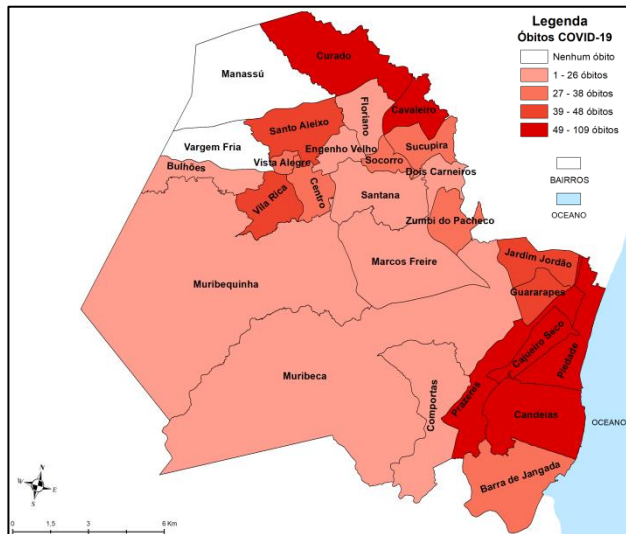 Legenda
Óbitos COVID-19
Nenhum óbito
1 - 26 óbitos
27 - 38 óbitos
39 - 48 óbitos
49 - 109 óbitos
BAIRROS
OCEANO
Curado
Manassú
Floriano
Cavaleiro
Santo Aleixo
Vargem Fria
Engenho Velho
Sucupira
Vista Alegre
Socorro
Bulhões
Dois Carneiros
Vila Rica
Centro
Santana
Zumbi do Pacheco
Marcos Freire
Jardim Jordão
Muribequinha
Guararapes
Cajueiro Seco
Piedade
Muribeca
Comportas
Prazeres
Candeias
OCEANO
Barra de Jangada
N
W
E
S
0 1,5 3 6 Km